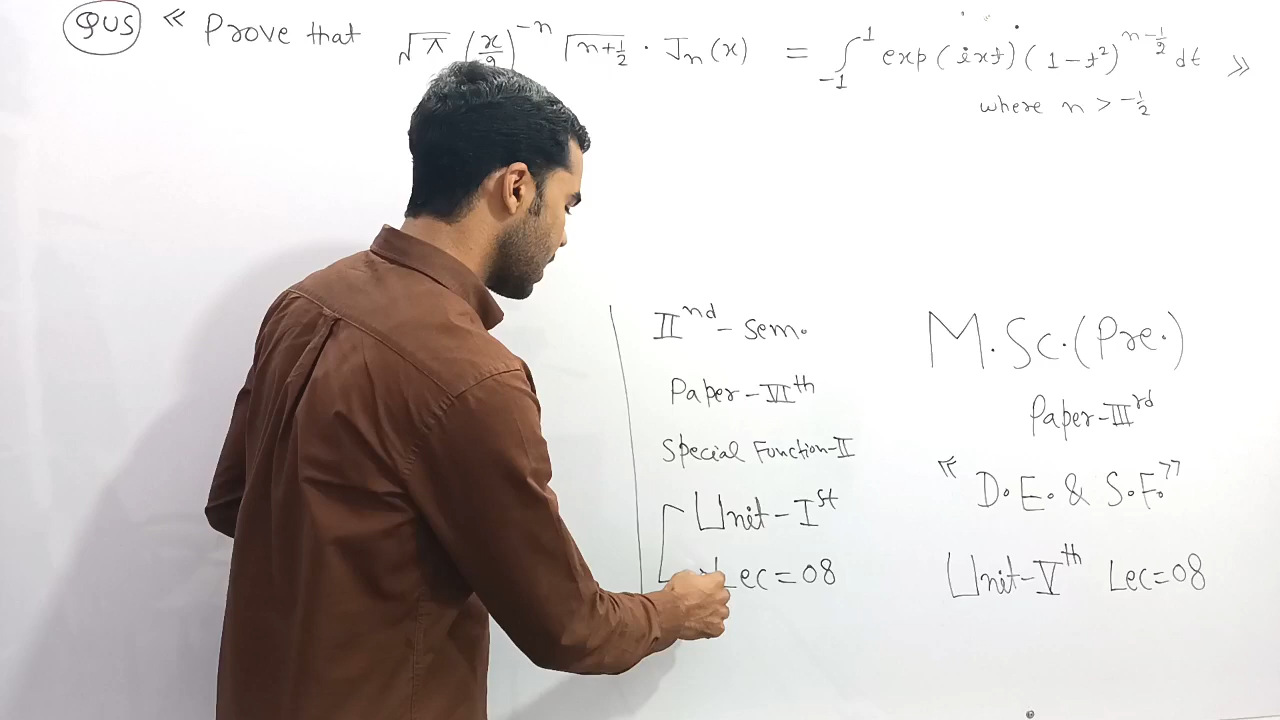 QUS « Prove that √π (x/2)^-n Γn+½ · Jn(x) = ∫_-1^1 exp(ixt)(1-t²)^n-½ dt »
where n > -½
IInd - Sem.
Paper - VIth
Special Function-II
Unit - Ist
Lec = 08
M.Sc.(Pre.)
Paper-IIIrd
« D.E. & S.F. »
Unit-Vth Lec=08